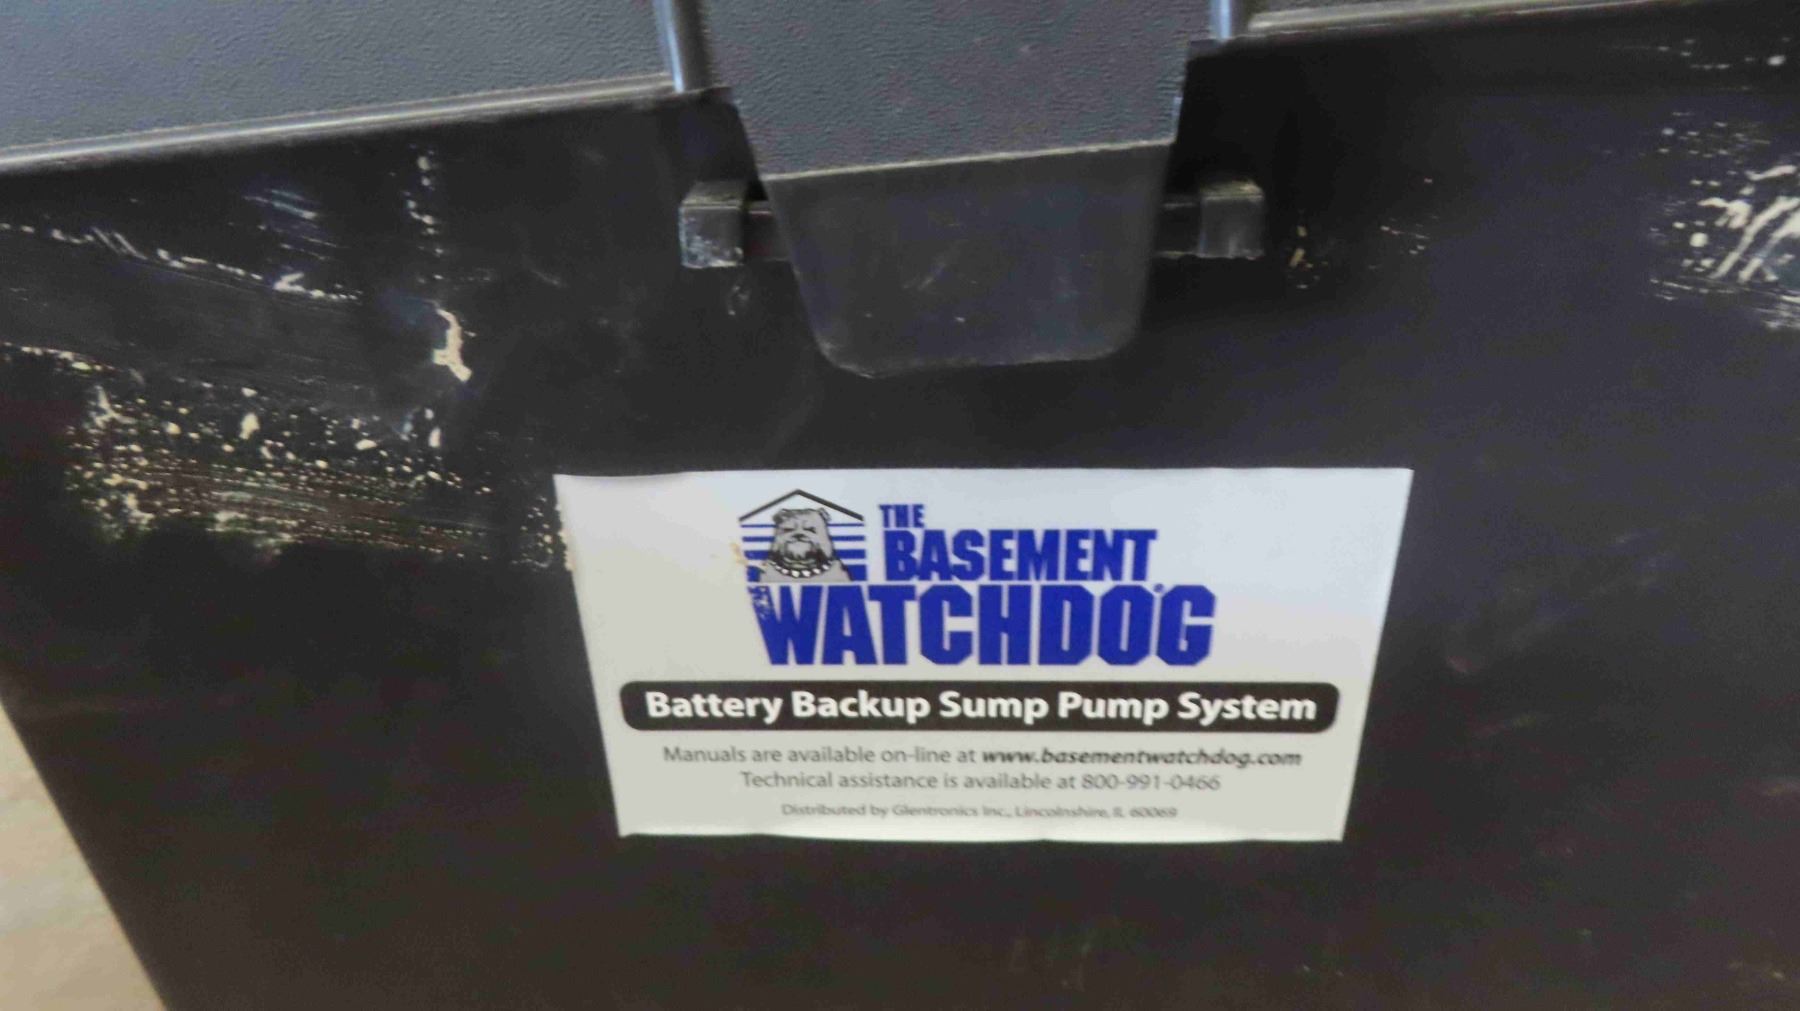 THE
BASEMENT
WATCHDOG®
Battery Backup Sump Pump System
Manuals are available on-line at www.basementwatchdog.com
Technical assistance is available at 800-991-0466
Distributed by Glentronics Inc., Lincolnshire, IL 60069